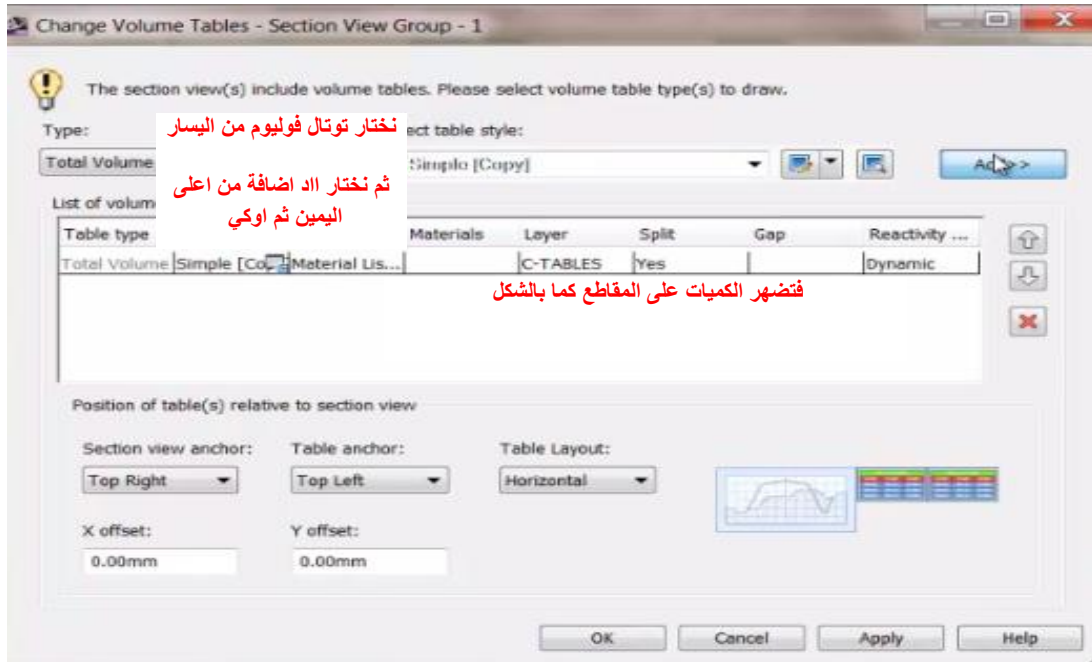 Change Volume Tables - Section View Group - 1
The section view(s) include volume tables. Please select volume table type(s) to draw.
Type:
نختار توتال فوليوم من اليسار
ect table style:
Total Volume
Simple [Copy]
Add >>
ثم نختار ااد اضافة من اعلى
اليمين ثم اوكي
List of volum
Table type Materials Layer Split Gap Reactivity ...
Total Volume Simple [Co... Material Lis... C-TABLES Yes Dynamic
فتضهر الكميات على المقاطع كما بالشكل
Position of table(s) relative to section view
Section view anchor: Table anchor: Table Layout:
Top Right Top Left Horizontal
X offset: Y offset:
0.00mm 0.00mm
OK Cancel Apply Help